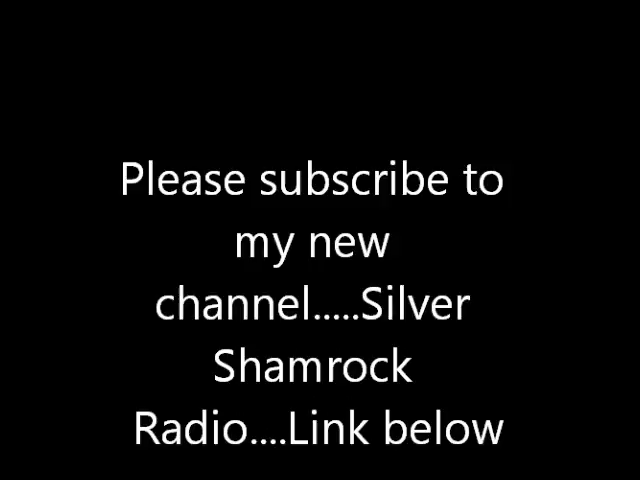 Please subscribe to
my new
channel.....Silver
Shamrock
Radio....Link below